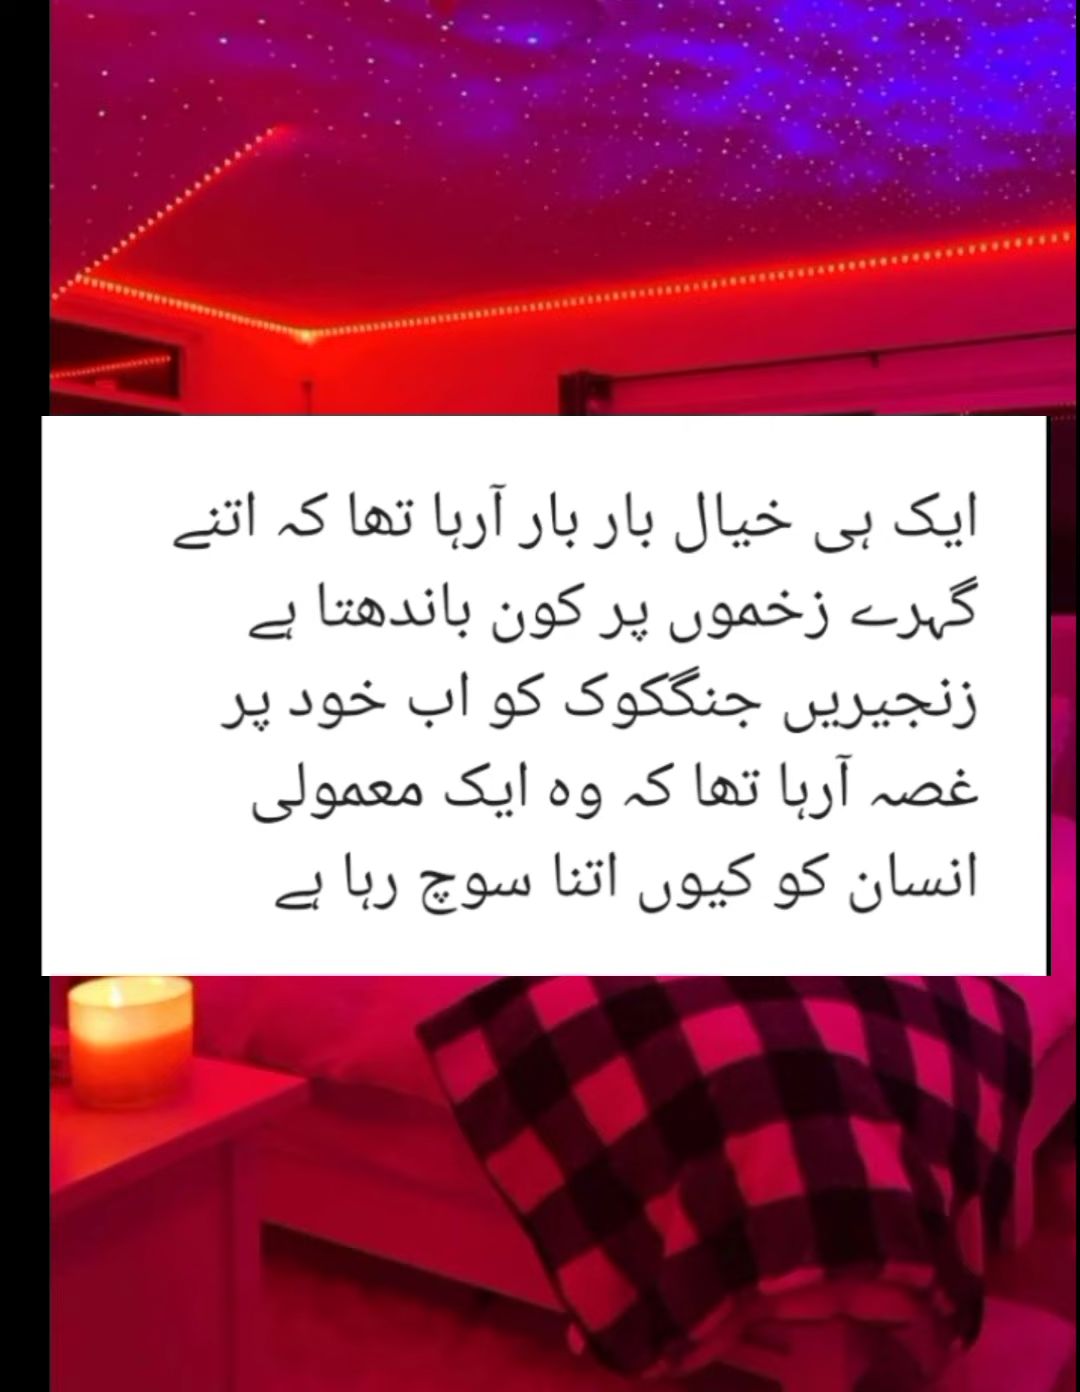 ایک ہی خیال بار بار آرہا تھا کہ اتنے
گہرے زخموں پر کون باندھتا ہے
زنجیریں جنگکوک کو اب خود پر
غصہ آرہا تھا کہ وہ ایک معمولی
انسان کو کیوں اتنا سوچ رہا ہے